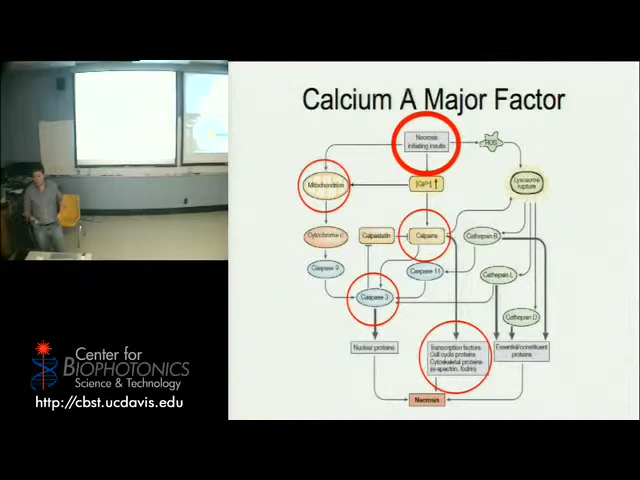 Calcium A Major Factor
Necrosis
initiating insults
ROS
Mitochondrion
[Ca²⁺]
Lysosome
rupture
Cytochrome c
Calpastatin
Calpains
Cathepsin B
Caspase 9
Caspase 11
Cathepsin L
Caspase 3
Cathepsin D
Nuclear proteins
Transcription factors
Cell cycle proteins
Cytoskeletal proteins
(α-spectrin, fodrin)
Essential/constituent
proteins
Necrosis
Center for
BIOPHOTONICS
Science & Technology
http://cbst.ucdavis.edu